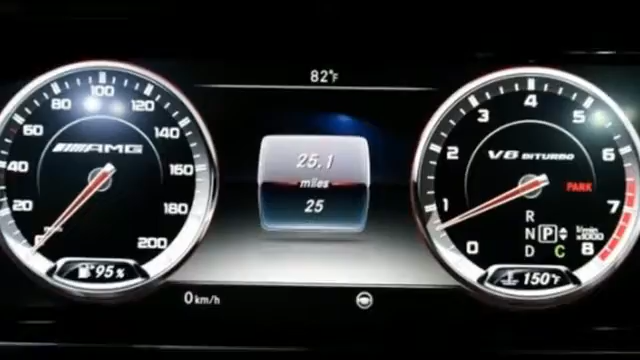 82°F
20
40
60
80
100
120
140
160
180
200
AMG
95%
0 km/h
25.1
miles
25
0
1
2
3
4
5
6
7
8
V8 BITURBO
PARK
R
N P
D C
1/min
x1000
150°F